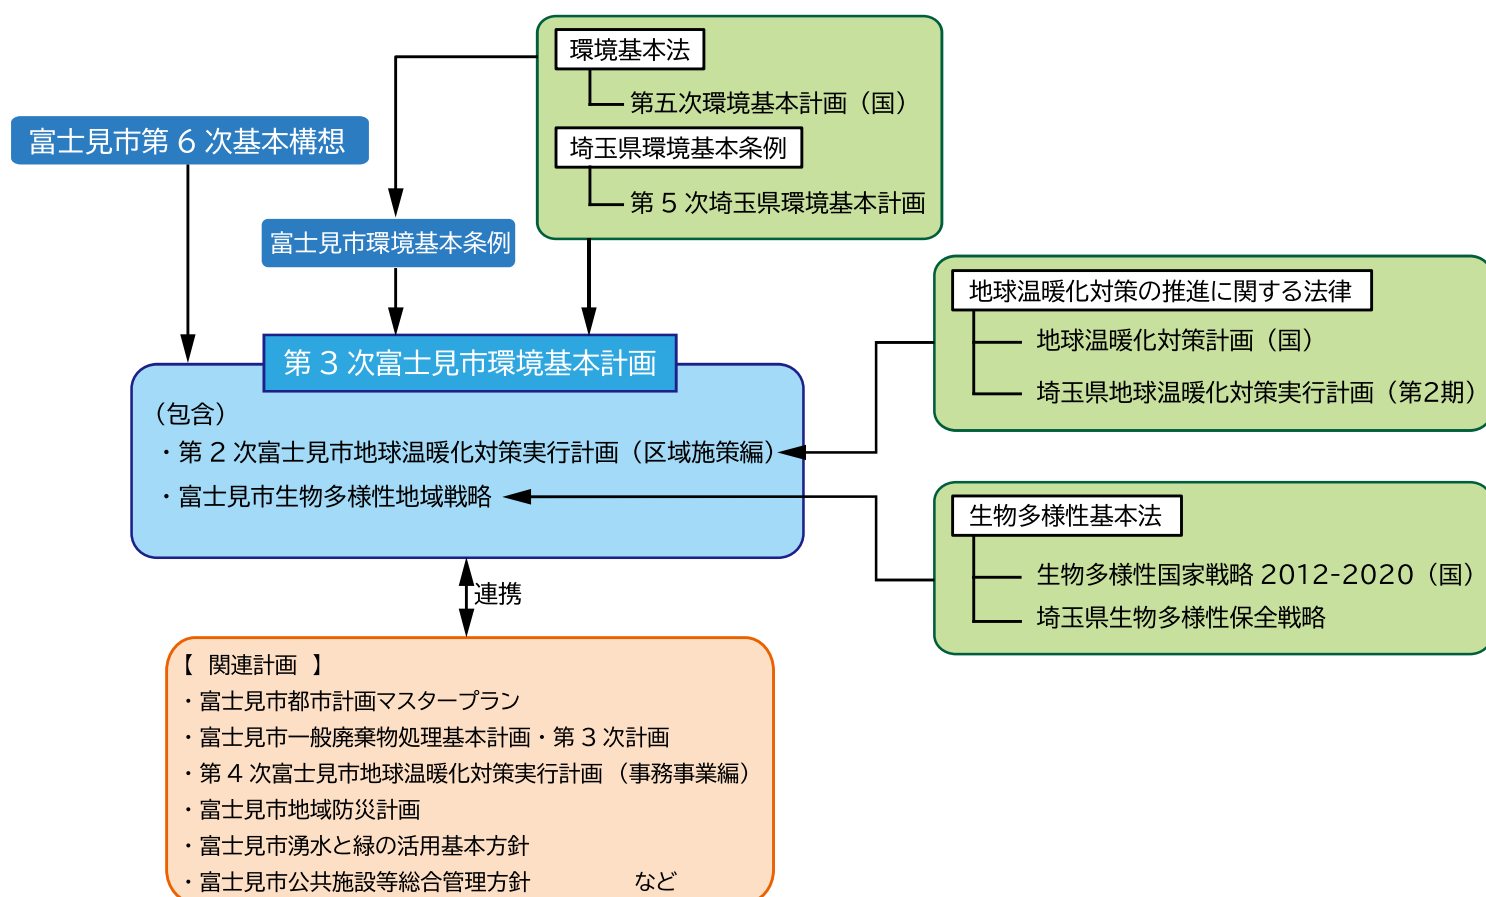 環境基本法
第五次環境基本計画（国）
埼玉県環境基本条例
第５次埼玉県環境基本計画
富士見市第６次基本構想
富士見市環境基本条例
地球温暖化対策の推進に関する法律
地球温暖化対策計画（国）
埼玉県地球温暖化対策実行計画（第2期）
第３次富士見市環境基本計画
（包含）
・第２次富士見市地球温暖化対策実行計画（区域施策編）
・富士見市生物多様性地域戦略
生物多様性基本法
生物多様性国家戦略 2012-2020（国）
埼玉県生物多様性保全戦略
連携
【　関連計画　】
・富士見市都市計画マスタープラン
・富士見市一般廃棄物処理基本計画・第３次計画
・第４次富士見市地球温暖化対策実行計画（事務事業編）
・富士見市地域防災計画
・富士見市湧水と緑の活用基本方針
・富士見市公共施設等総合管理方針　　　　　など